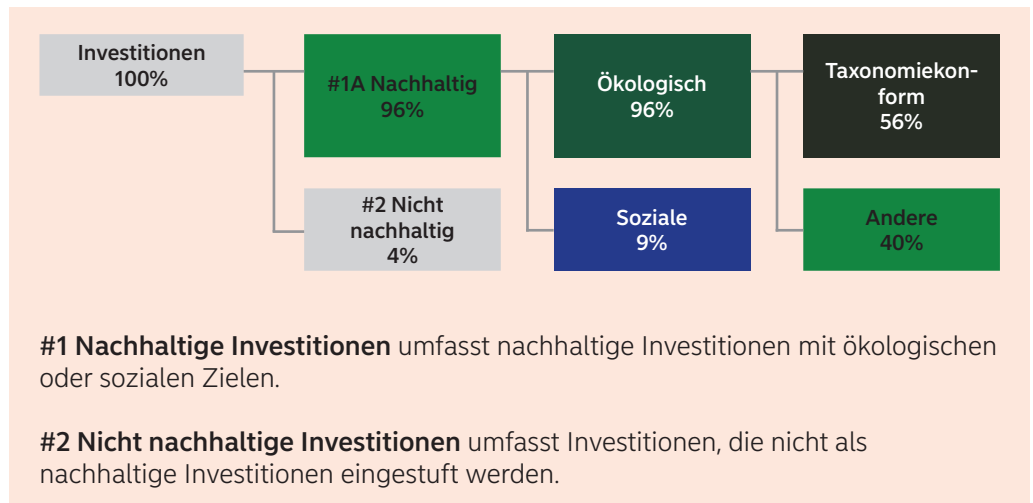 Investitionen
100%
#1A Nachhaltig
96%
Ökologisch
96%
Taxonomiekon-
form
56%
#2 Nicht
nachhaltig
4%
Soziale
9%
Andere
40%
#1 Nachhaltige Investitionen umfasst nachhaltige Investitionen mit ökologischen
oder sozialen Zielen.
#2 Nicht nachhaltige Investitionen umfasst Investitionen, die nicht als
nachhaltige Investitionen eingestuft werden.